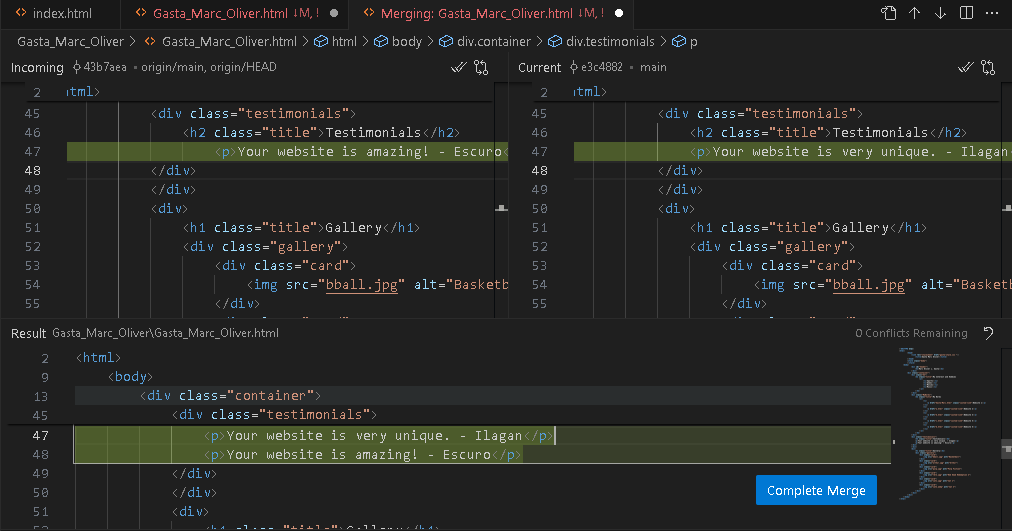 index.html
Gasta_Marc_Oliver.html ↓M, !
Merging: Gasta_Marc_Oliver.html ↓M, !
Gasta_Marc_Oliver > Gasta_Marc_Oliver.html > html > body > div.container > div.testimonials > p
Incoming 43b7aea • origin/main, origin/HEAD
2 <html>
45 <div class="testimonials">
46 <h2 class="title">Testimonials</h2>
47 <p>Your website is amazing! - Escuro<
48 </div>
49 </div>
50 <div>
51 <h1 class="title">Gallery</h1>
52 <div class="gallery">
53 <div class="card">
54 <img src="bball.jpg" alt="Basketb
55 </div>
Current e3c4882 • main
2 <html>
45 <div class="testimonials">
46 <h2 class="title">Testimonials</h2>
47 <p>Your website is very unique. - Ilagan
48 </div>
49 </div>
50 <div>
51 <h1 class="title">Gallery</h1>
52 <div class="gallery">
53 <div class="card">
54 <img src="bball.jpg" alt="Basketb
55 </div>
Result Gasta_Marc_Oliver\Gasta_Marc_Oliver.html 0 Conflicts Remaining
2 <html>
9 <body>
13 <div class="container">
45 <div class="testimonials">
47 <p>Your website is very unique. - Ilagan</p>
48 <p>Your website is amazing! - Escuro</p>
49 </div>
50 </div>
51 <div>
<h1 class="title">Gallery</h1>
Complete Merge